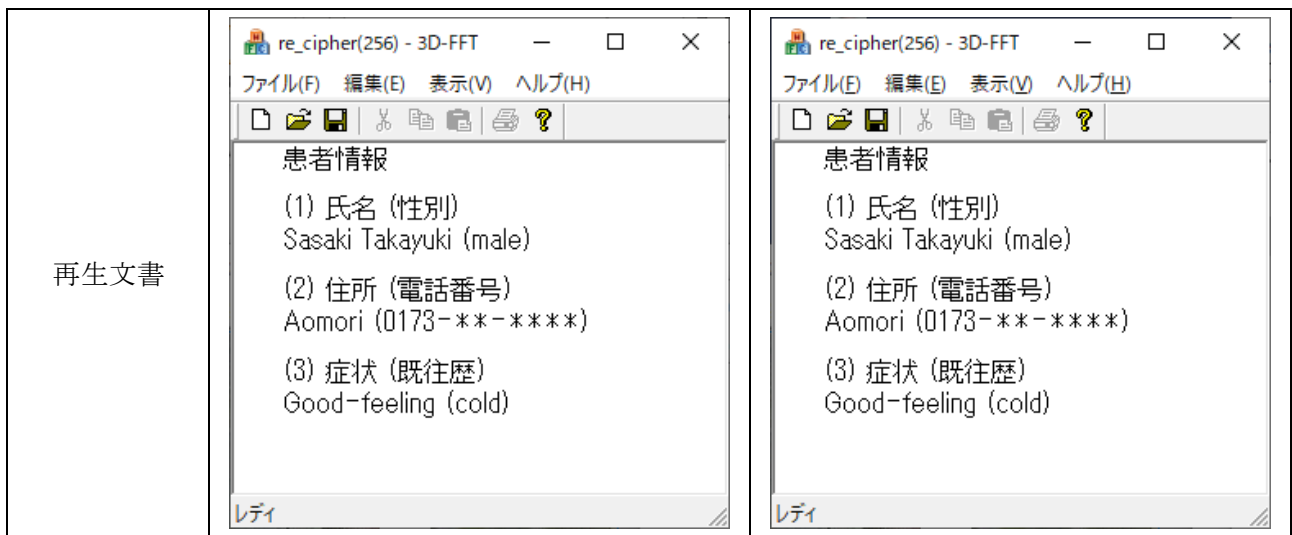 再生文書
re_cipher(256) - 3D-FFT
ファイル(F) 編集(E) 表示(V) ヘルプ(H)
患者情報
(1) 氏名 (性別)
Sasaki Takayuki (male)
(2) 住所 (電話番号)
Aomori (0173-**-****)
(3) 症状 (既往歴)
Good-feeling (cold)
レディ
re_cipher(256) - 3D-FFT
ファイル(F) 編集(E) 表示(V) ヘルプ(H)
患者情報
(1) 氏名 (性別)
Sasaki Takayuki (male)
(2) 住所 (電話番号)
Aomori (0173-**-****)
(3) 症状 (既往歴)
Good-feeling (cold)
レディ